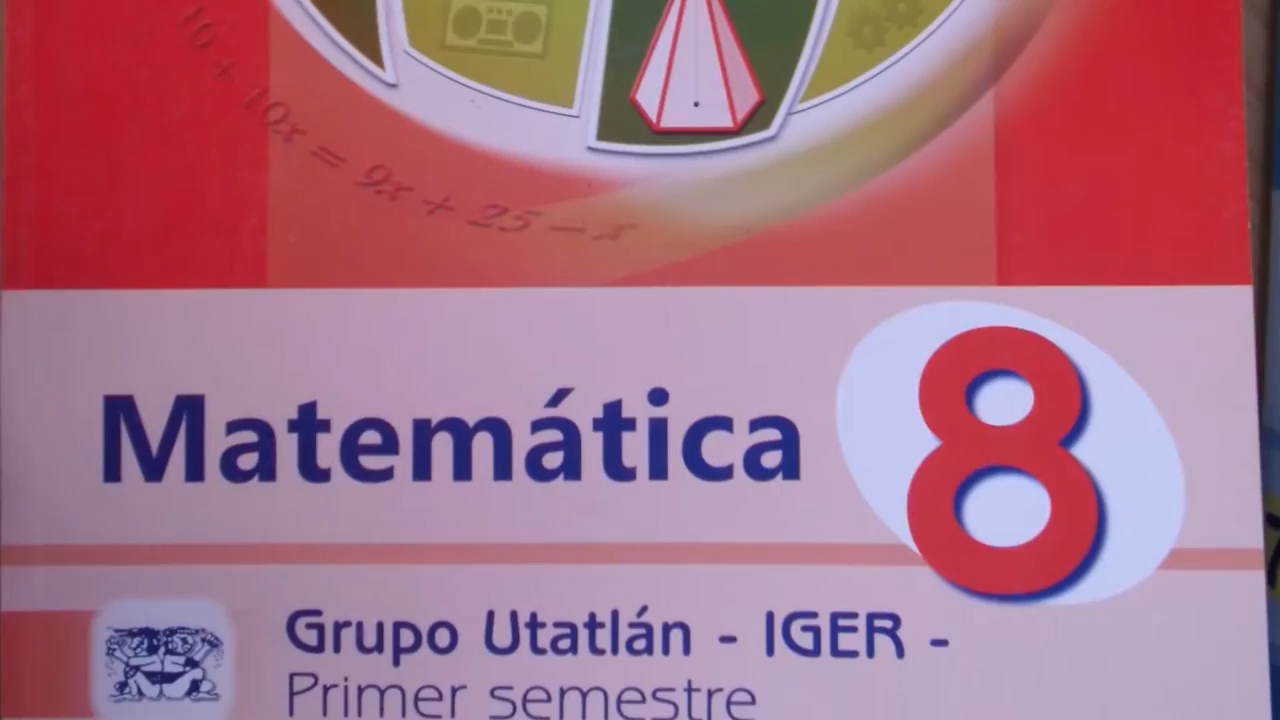 10 + 10x = 9x + 25 – x
Matemática 8
Grupo Utatlán - IGER -
Primer semestre